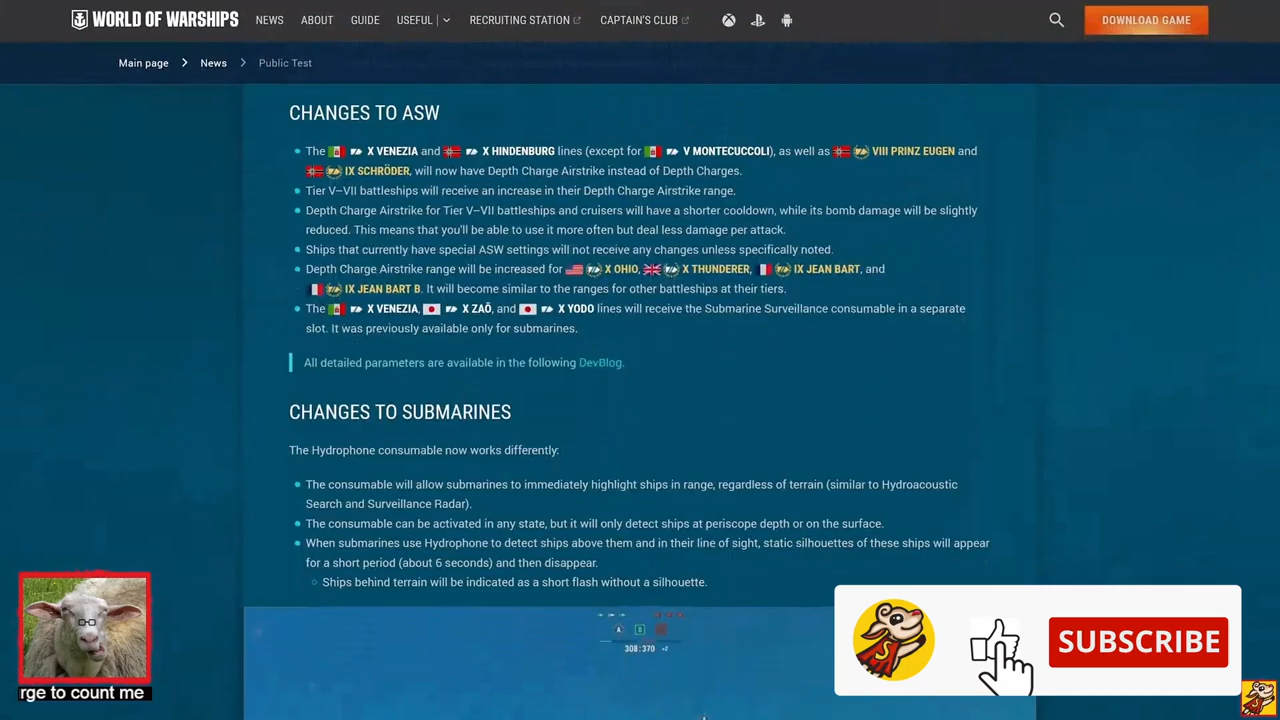 WORLD OF WARSHIPS NEWS ABOUT GUIDE USEFUL RECRUITING STATION CAPTAIN'S CLUB DOWNLOAD GAME
Main page News Public Test
CHANGES TO ASW
The X VENEZIA and X HINDENBURG lines (except for V MONTECUCCOLI), as well as VIII PRINZ EUGEN and
IX SCHRÖDER, will now have Depth Charge Airstrike instead of Depth Charges.
Tier V–VII battleships will receive an increase in their Depth Charge Airstrike range.
Depth Charge Airstrike for Tier V–VII battleships and cruisers will have a shorter cooldown, while its bomb damage will be slightly
reduced. This means that you'll be able to use it more often but deal less damage per attack.
Ships that currently have special ASW settings will not receive any changes unless specifically noted.
Depth Charge Airstrike range will be increased for X OHIO, X THUNDERER, IX JEAN BART, and
IX JEAN BART B. It will become similar to the ranges for other battleships at their tiers.
The X VENEZIA, X ZAŌ, and X YODO lines will receive the Submarine Surveillance consumable in a separate
slot. It was previously available only for submarines.
All detailed parameters are available in the following DevBlog.
CHANGES TO SUBMARINES
The Hydrophone consumable now works differently:
The consumable will allow submarines to immediately highlight ships in range, regardless of terrain (similar to Hydroacoustic
Search and Surveillance Radar).
The consumable can be activated in any state, but it will only detect ships at periscope depth or on the surface.
When submarines use Hydrophone to detect ships above them and in their line of sight, static silhouettes of these ships will appear
for a short period (about 6 seconds) and then disappear.
Ships behind terrain will be indicated as a short flash without a silhouette.
A B
308:370 +2
S
SUBSCRIBE
rge to count me
S